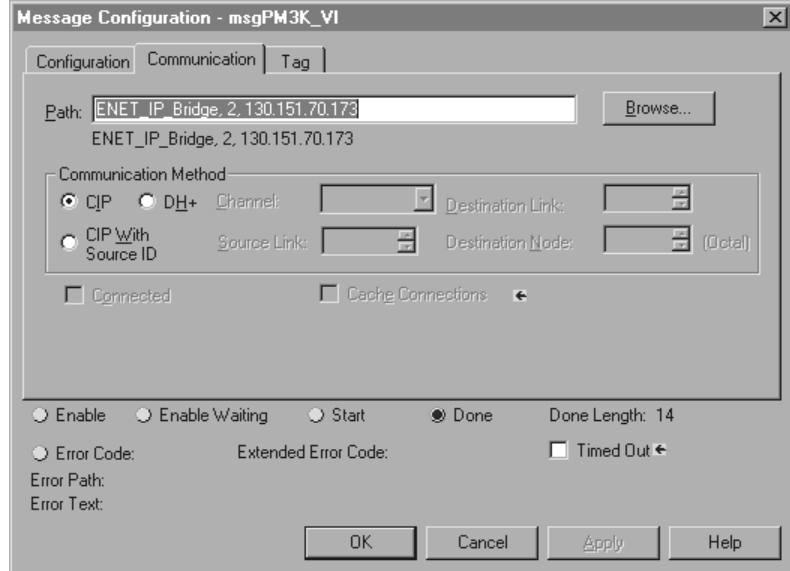 Message Configuration - msgPM3K_VI
Configuration Communication Tag
Path: ENET_IP_Bridge, 2, 130.151.70.173 Browse...
ENET_IP_Bridge, 2, 130.151.70.173
Communication Method
CIP DH+ Channel: Destination Link:
CIP With Source Link: Destination Node: (Octal)
Source ID
Connected Cache Connections
Enable Enable Waiting Start Done Done Length: 14
Error Code: Extended Error Code: Timed Out
Error Path:
Error Text:
OK Cancel Apply Help